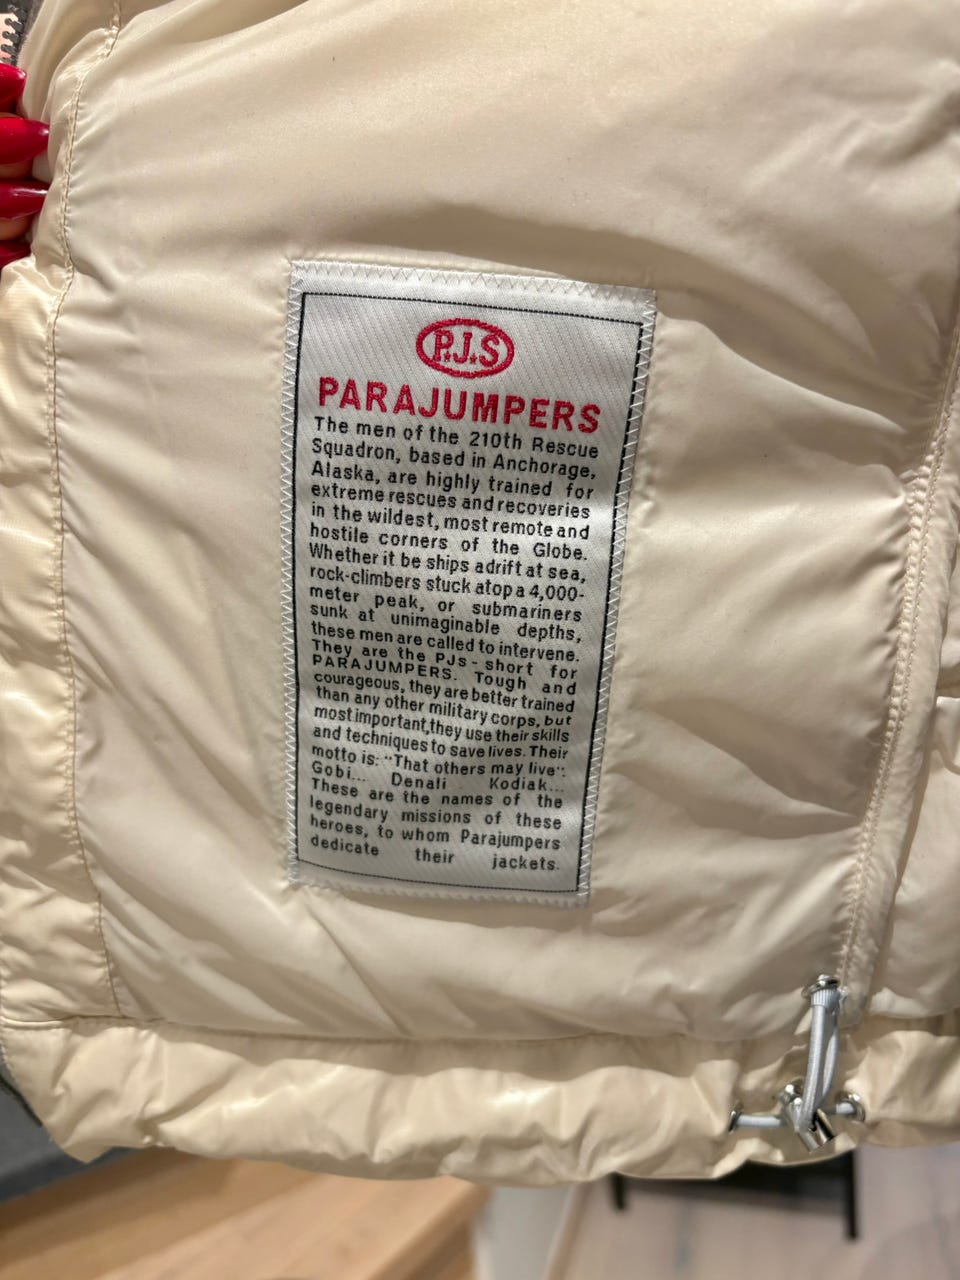 P.J.S
PARAJUMPERS
The men of the 210th Rescue
Squadron, based in Anchorage,
Alaska, are highly trained for
extreme rescues and recoveries
in the wildest, most remote and
hostile corners of the Globe.
Whether it be ships adrift at sea,
rock-climbers stuck atop a 4,000-
meter peak, or submariners
sunk at unimaginable depths,
these men are called to intervene.
They are the PJs - short for
PARAJUMPERS. Tough and
courageous, they are better trained
than any other military corps, but
most important,they use their skills
and techniques to save lives. Their
motto is: "That others may live".
Gobi... Denali... Kodiak...
These are the names of the
legendary missions of these
heroes, to whom Parajumpers
dedicate their jackets.